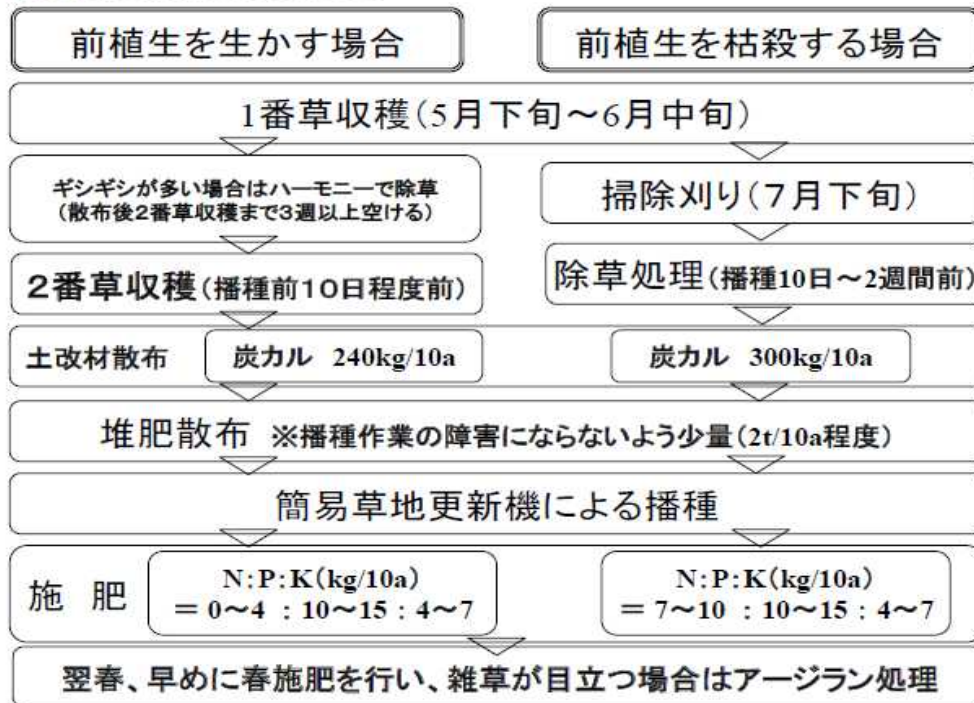 前植生を生かす場合
前植生を枯殺する場合
1番草収穫(5月下旬～6月中旬)
ギシギシが多い場合はハーモニーで除草
(散布後2番草収穫まで3週以上空ける)
掃除刈り(7月下旬)
2番草収穫(播種前10日程度前)
除草処理(播種10日～2週間前)
土改材散布
炭カル 240kg/10a
炭カル 300kg/10a
堆肥散布 ※播種作業の障害にならないよう少量(2t/10a程度)
簡易草地更新機による播種
施 肥
N:P:K(kg/10a)
＝ 0～4 : 10～15 : 4～7
N:P:K(kg/10a)
＝ 7～10 : 10～15 : 4～7
翌春、早めに春施肥を行い、雑草が目立つ場合はアージラン処理